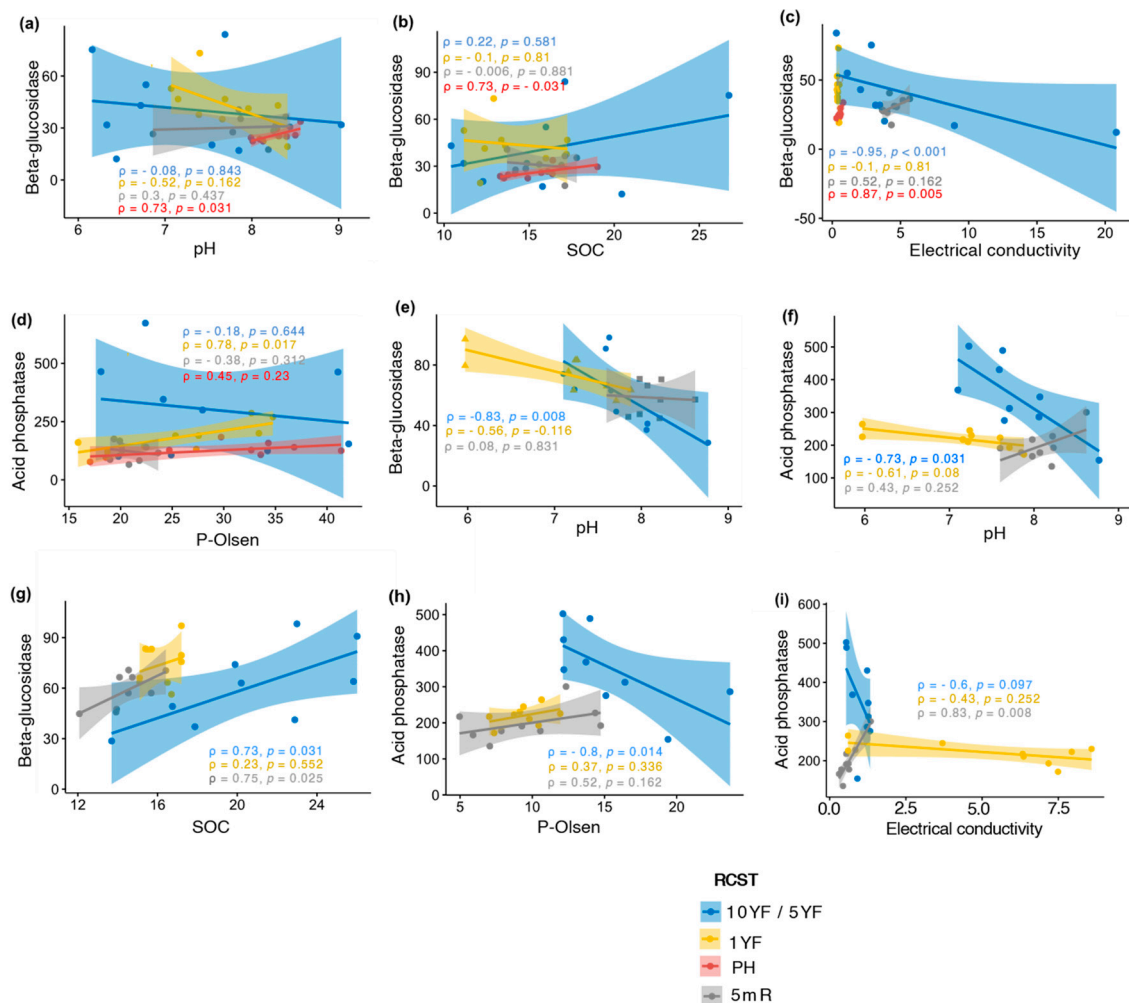 (a)
Beta-glucosidase
60
30
0
ρ = - 0.08, p = 0.843
ρ = - 0.52, p = 0.162
ρ = 0.3, p = 0.437
ρ = 0.73, p = 0.031
6
7
8
9
pH
(b)
Beta-glucosidase
90
60
30
0
ρ = 0.22, p = 0.581
ρ = - 0.1, p = 0.81
ρ = - 0.006, p = 0.881
ρ = 0.73, p = - 0.031
10
15
20
25
SOC
(c)
Beta-glucosidase
100
50
0
-50
ρ = -0.95, p < 0.001
ρ = -0.1, p = 0.81
ρ = 0.52, p = 0.162
ρ = 0.87, p = 0.005
0
5
10
15
20
Electrical conductivity
(d)
Acid phosphatase
500
250
0
ρ = - 0.18, p = 0.644
ρ = 0.78, p = 0.017
ρ = - 0.38, p = 0.312
ρ = 0.45, p = 0.23
15
20
25
30
35
40
P-Olsen
(e)
Beta-glucosidase
120
80
40
0
ρ = -0.83, p = 0.008
ρ = - 0.56, p = -0.116
ρ = 0.08, p = 0.831
6
7
8
9
pH
(f)
Acid phosphatase
600
500
400
300
200
100
ρ = - 0.73, p = 0.031
ρ = - 0.61, p = 0.08
ρ = 0.43, p = 0.252
6
7
8
9
pH
(g)
Beta-glucosidase
90
60
30
0
ρ = 0.73, p = 0.031
ρ = 0.23, p = 0.552
ρ = 0.75, p = 0.025
12
16
20
24
SOC
(h)
Acid phosphatase
500
400
300
200
100
0
ρ = - 0.8, p = 0.014
ρ = 0.37, p = 0.336
ρ = 0.52, p = 0.162
5
10
15
20
P-Olsen
(i)
Acid phosphatase
600
500
400
300
200
ρ = - 0.6, p = 0.097
ρ = - 0.43, p = 0.252
ρ = 0.83, p = 0.008
0.0
2.5
5.0
7.5
Electrical conductivity
RCST
10YF / 5YF
1YF
PH
5mR